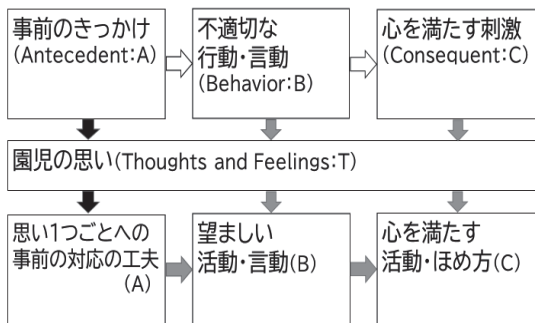 事前のきっかけ
(Antecedent:A)
不適切な
行動・言動
(Behavior:B)
心を満たす刺激
(Consequent:C)
園児の思い(Thoughts and Feelings:T)
思い1つごとへの
事前の対応の工夫
(A)
望ましい
活動・言動(B)
心を満たす
活動・ほめ方(C)